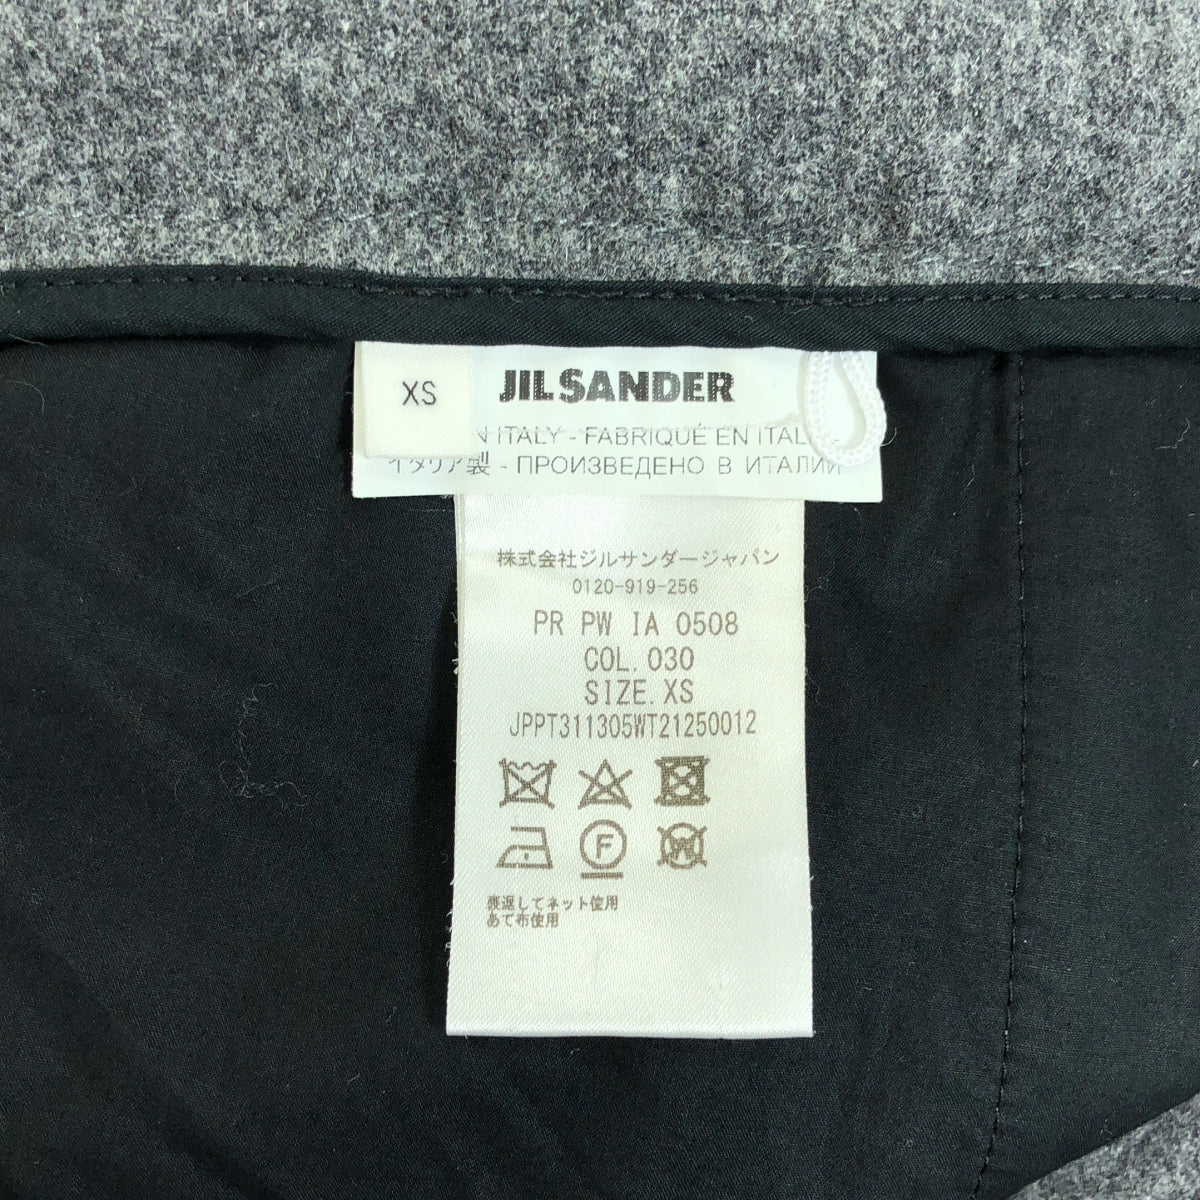 XS
JIL SANDER
N ITALY - FABRIQUÉ EN ITAL
イタリア製 - ПРОИЗВЕДЕНО В ИТАЛИИ
株式会社ジルサンダージャパン
0120-919-256
PR PW IA 0508
COL.030
SIZE.XS
JPPT311305WT21250012
F
W
裏返してネット使用
あて布使用